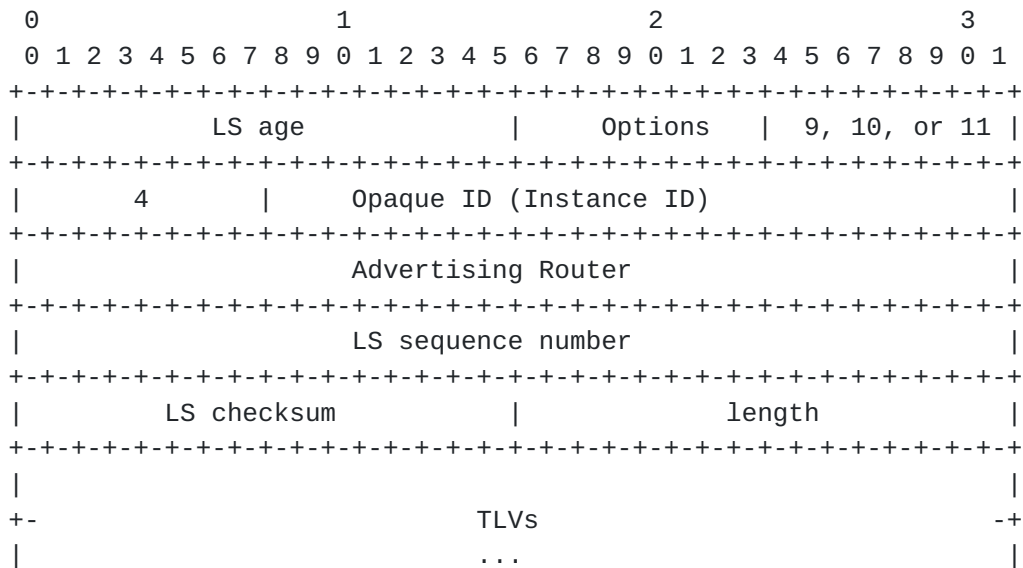 0                   1                   2                   3
 0 1 2 3 4 5 6 7 8 9 0 1 2 3 4 5 6 7 8 9 0 1 2 3 4 5 6 7 8 9 0 1
+-+-+-+-+-+-+-+-+-+-+-+-+-+-+-+-+-+-+-+-+-+-+-+-+-+-+-+-+-+-+-+-+
|            LS age             |     Options   |  9, 10, or 11 |
+-+-+-+-+-+-+-+-+-+-+-+-+-+-+-+-+-+-+-+-+-+-+-+-+-+-+-+-+-+-+-+-+
|       4       |     Opaque ID (Instance ID)                   |
+-+-+-+-+-+-+-+-+-+-+-+-+-+-+-+-+-+-+-+-+-+-+-+-+-+-+-+-+-+-+-+-+
|                     Advertising Router                        |
+-+-+-+-+-+-+-+-+-+-+-+-+-+-+-+-+-+-+-+-+-+-+-+-+-+-+-+-+-+-+-+-+
|                     LS sequence number                        |
+-+-+-+-+-+-+-+-+-+-+-+-+-+-+-+-+-+-+-+-+-+-+-+-+-+-+-+-+-+-+-+-+
|         LS checksum           |             length            |
+-+-+-+-+-+-+-+-+-+-+-+-+-+-+-+-+-+-+-+-+-+-+-+-+-+-+-+-+-+-+-+-+
|                                                               |
+-                            TLVs                             -+
|                             ...                               |